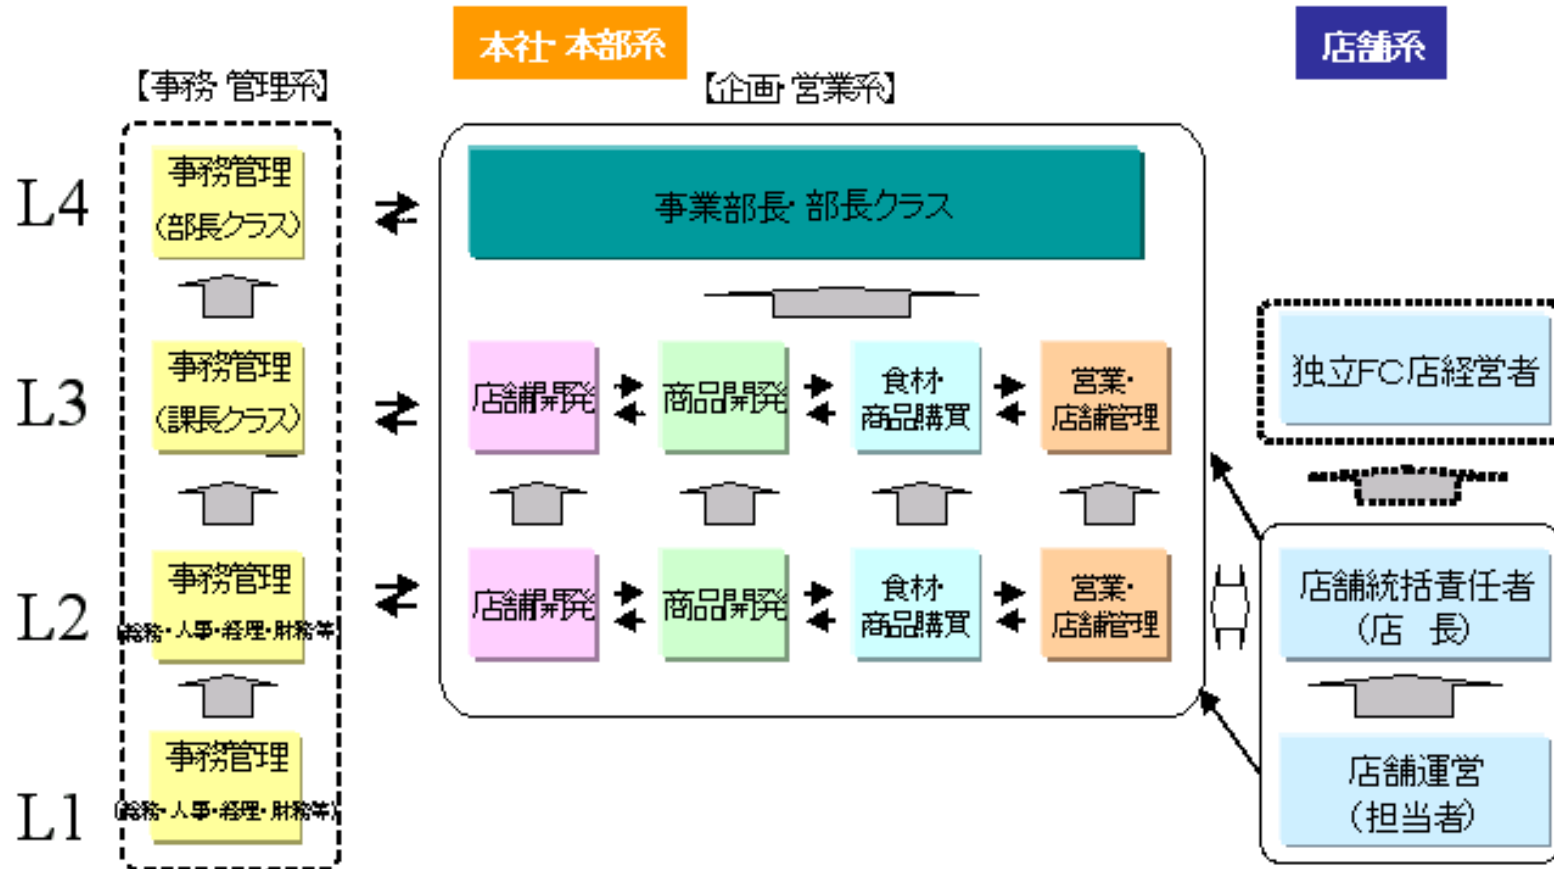 本社・本部系
店舗系
【事務・管理系】
【企画・営業系】
L4
事務管理
(部長クラス)
事業部長・部長クラス
L3
事務管理
(課長クラス)
店舗開発
商品開発
食材・
商品購買
営業・
店舗管理
独立FC店経営者
L2
事務管理
(総務・人事・経理・財務等)
店舗開発
商品開発
食材・
商品購買
営業・
店舗管理
店舗統括責任者
(店 長)
L1
事務管理
(総務・人事・経理・財務等)
店舗運営
(担当者)